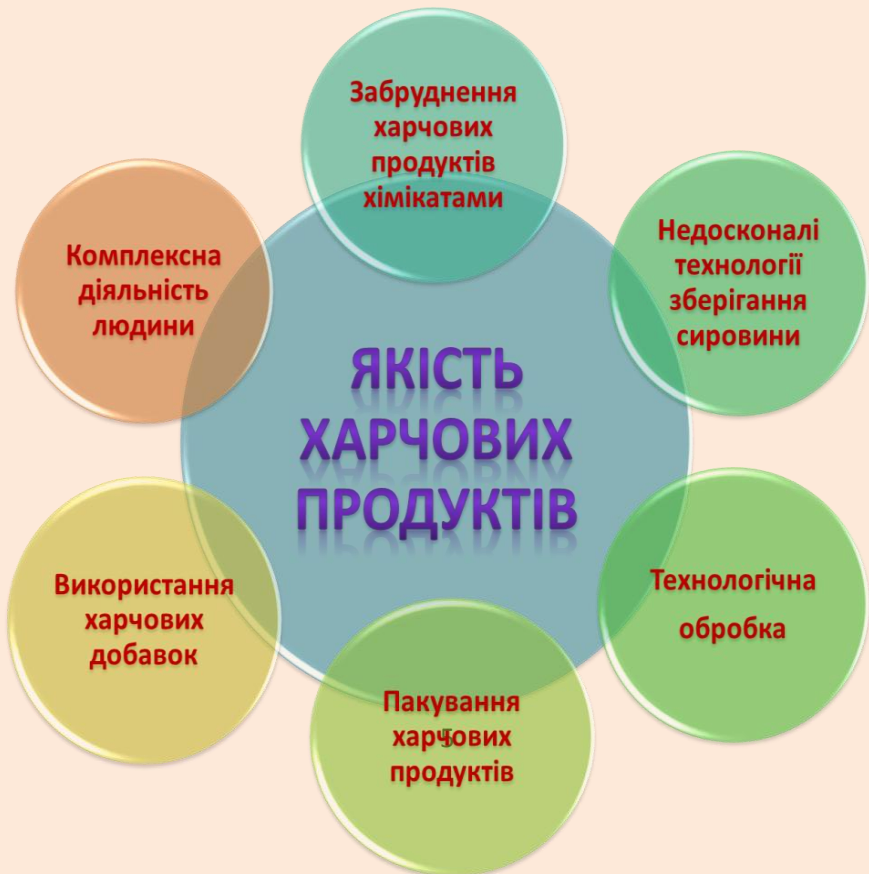 Забруднення
харчових
продуктів
хімікатами
Недосконалі
технології
зберігання
сировини
Технологічна
обробка
Пакування
харчових
продуктів
5
Використання
харчових
добавок
Комплексна
діяльність
людини
ЯКІСТЬ
ХАРЧОВИХ
ПРОДУКТІВ